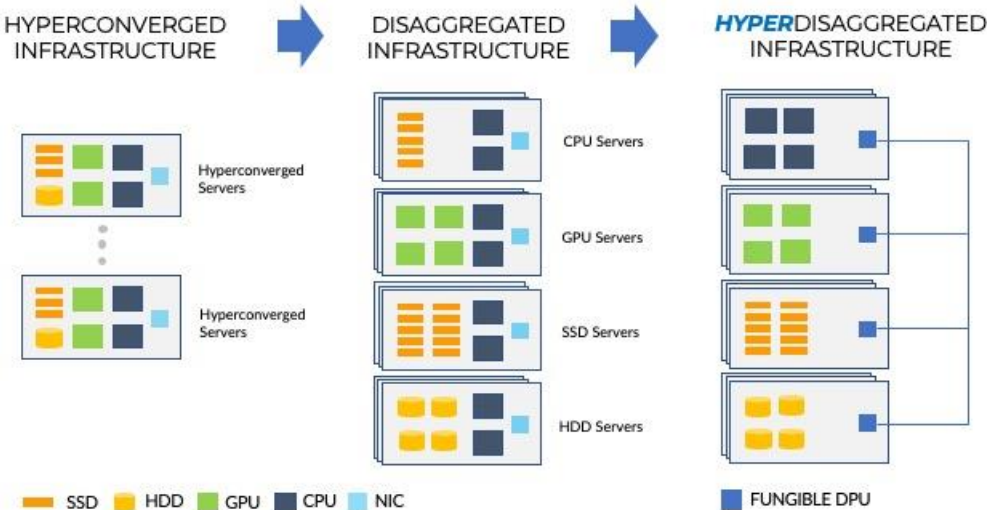 HYPERCONVERGED
INFRASTRUCTURE
DISAGGREGATED
INFRASTRUCTURE
HYPERDISAGGREGATED
INFRASTRUCTURE
Hyperconverged
Servers
Hyperconverged
Servers
CPU Servers
GPU Servers
SSD Servers
HDD Servers
SSD
HDD
GPU
CPU
NIC
FUNGIBLE DPU